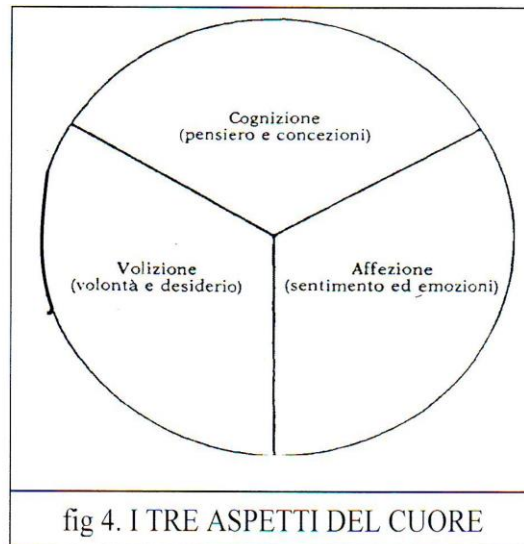 Cognizione
(pensiero e concezioni)
Volizione
(volontà e desiderio)
Affezione
(sentimento ed emozioni)
fig 4. I TRE ASPETTI DEL CUORE